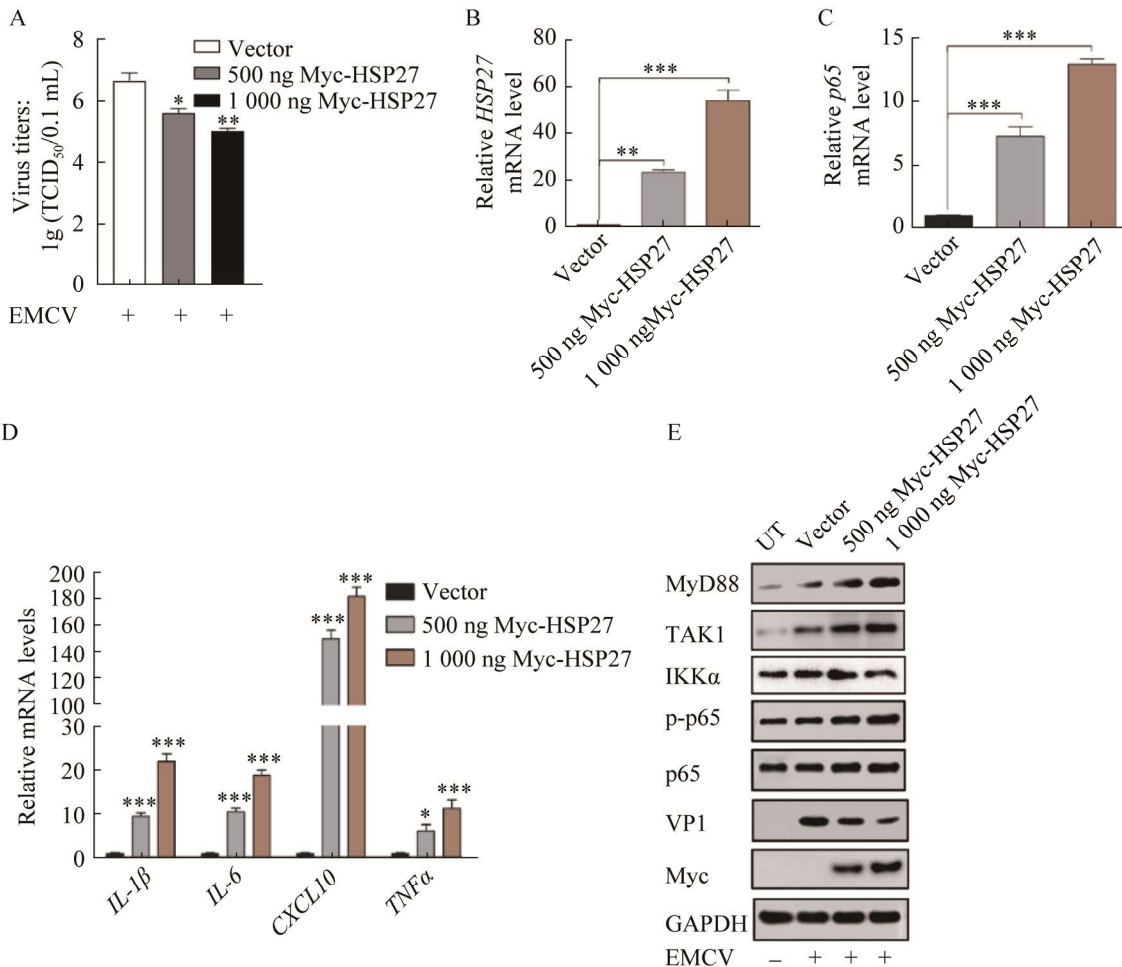 A
Virus titers:
1g (TCID50/0.1 mL)
8
6
4
2
0
Vector
500 ng Myc-HSP27
1 000 ng Myc-HSP27
*
**
EMCV + + +
B
Relative HSP27
mRNA level
80
60
40
20
0
***
**
Vector
500 ng Myc-HSP27
1 000 ngMyc-HSP27
C
Relative p65
mRNA level
15
10
5
0
***
***
Vector
500 ng Myc-HSP27
1 000 ng Myc-HSP27
D
Relative mRNA levels
200
180
160
140
120
100
30
20
10
0
Vector
500 ng Myc-HSP27
1 000 ng Myc-HSP27
*** ***
*** ***
*** ***
* ***
IL-1β
IL-6
CXCL10
TNFα
E
UT
Vector
500 ng Myc-HSP27
1 000 ng Myc-HSP27
MyD88
TAK1
IKKα
p-p65
p65
VP1
Myc
GAPDH
EMCV – + + +